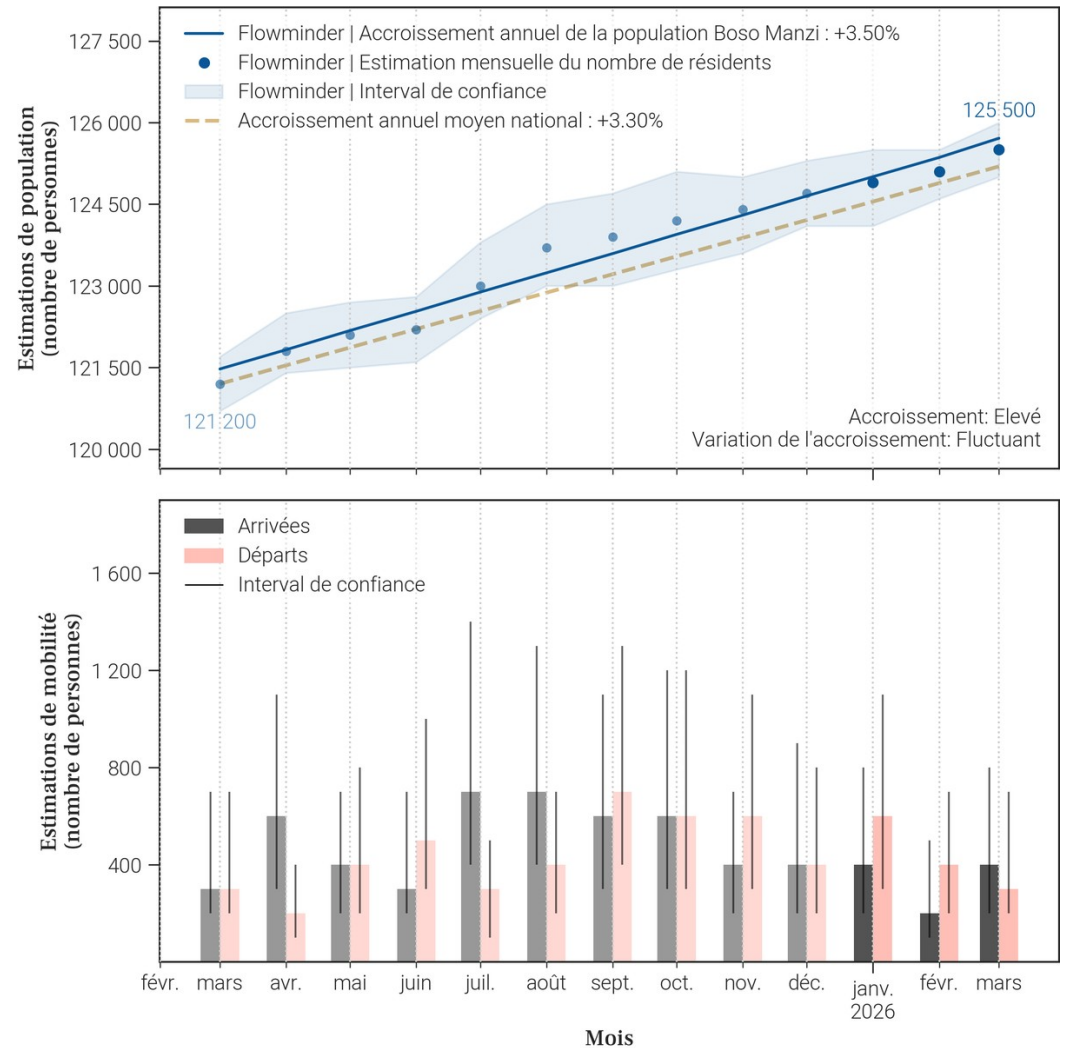 Flowminder | Accroissement annuel de la population Boso Manzi : +3.50%
Flowminder | Estimation mensuelle du nombre de résidents
Flowminder | Interval de confiance
Accroissement annuel moyen national : +3.30%
127 500
126 000
124 500
123 000
121 500
120 000
Estimations de population
(nombre de personnes)
125 500
121 200
Accroissement: Elevé
Variation de l'accroissement: Fluctuant
Arrivées
Départs
Interval de confiance
1 600
1 200
800
400
Estimations de mobilité
(nombre de personnes)
févr. mars avr. mai juin juil. août sept. oct. nov. déc. janv. févr. mars
2026
Mois